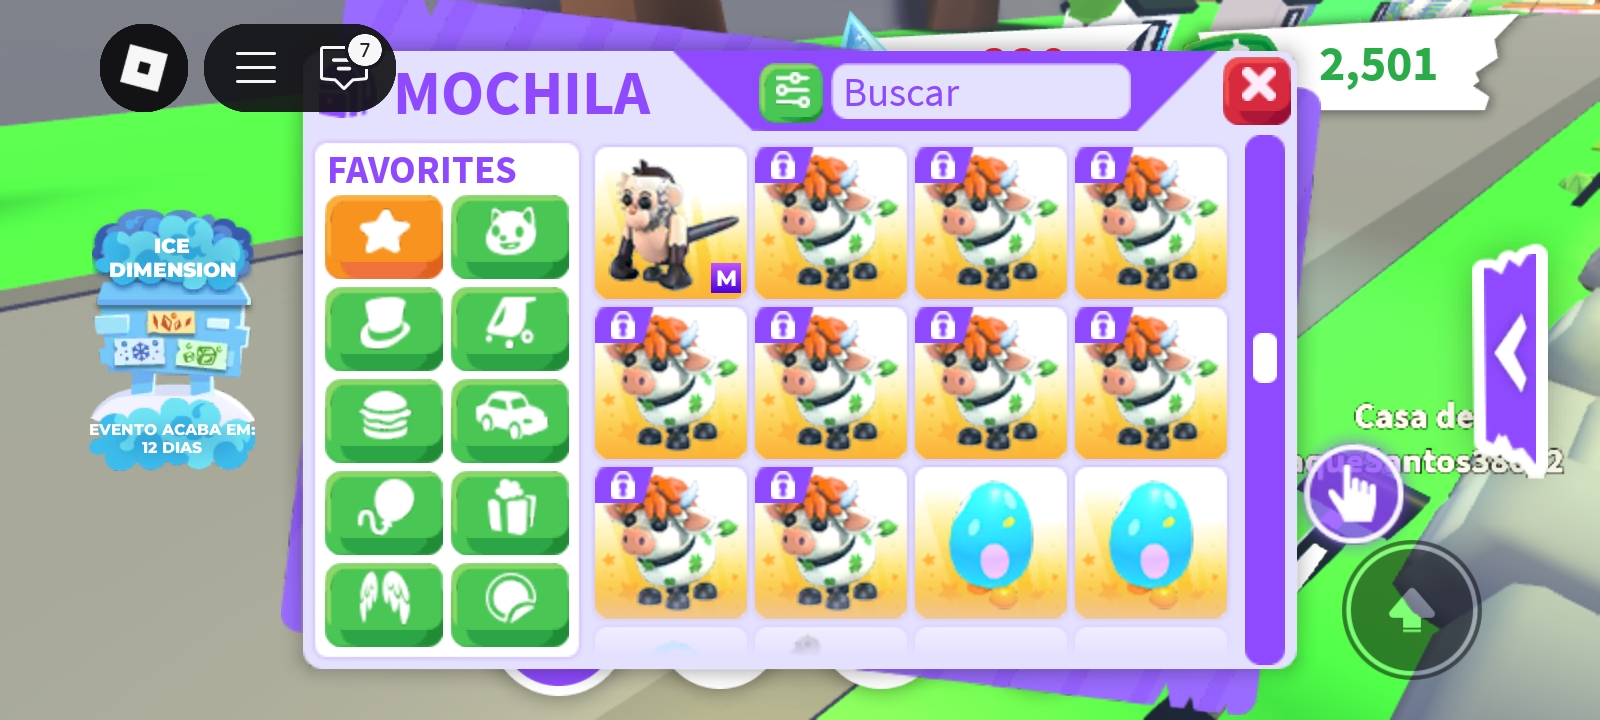 7
MOCHILA
Buscar
2,501
FAVORITES
M
ICE
DIMENSION
EVENTO ACABA EM:
12 DIAS
Casa de